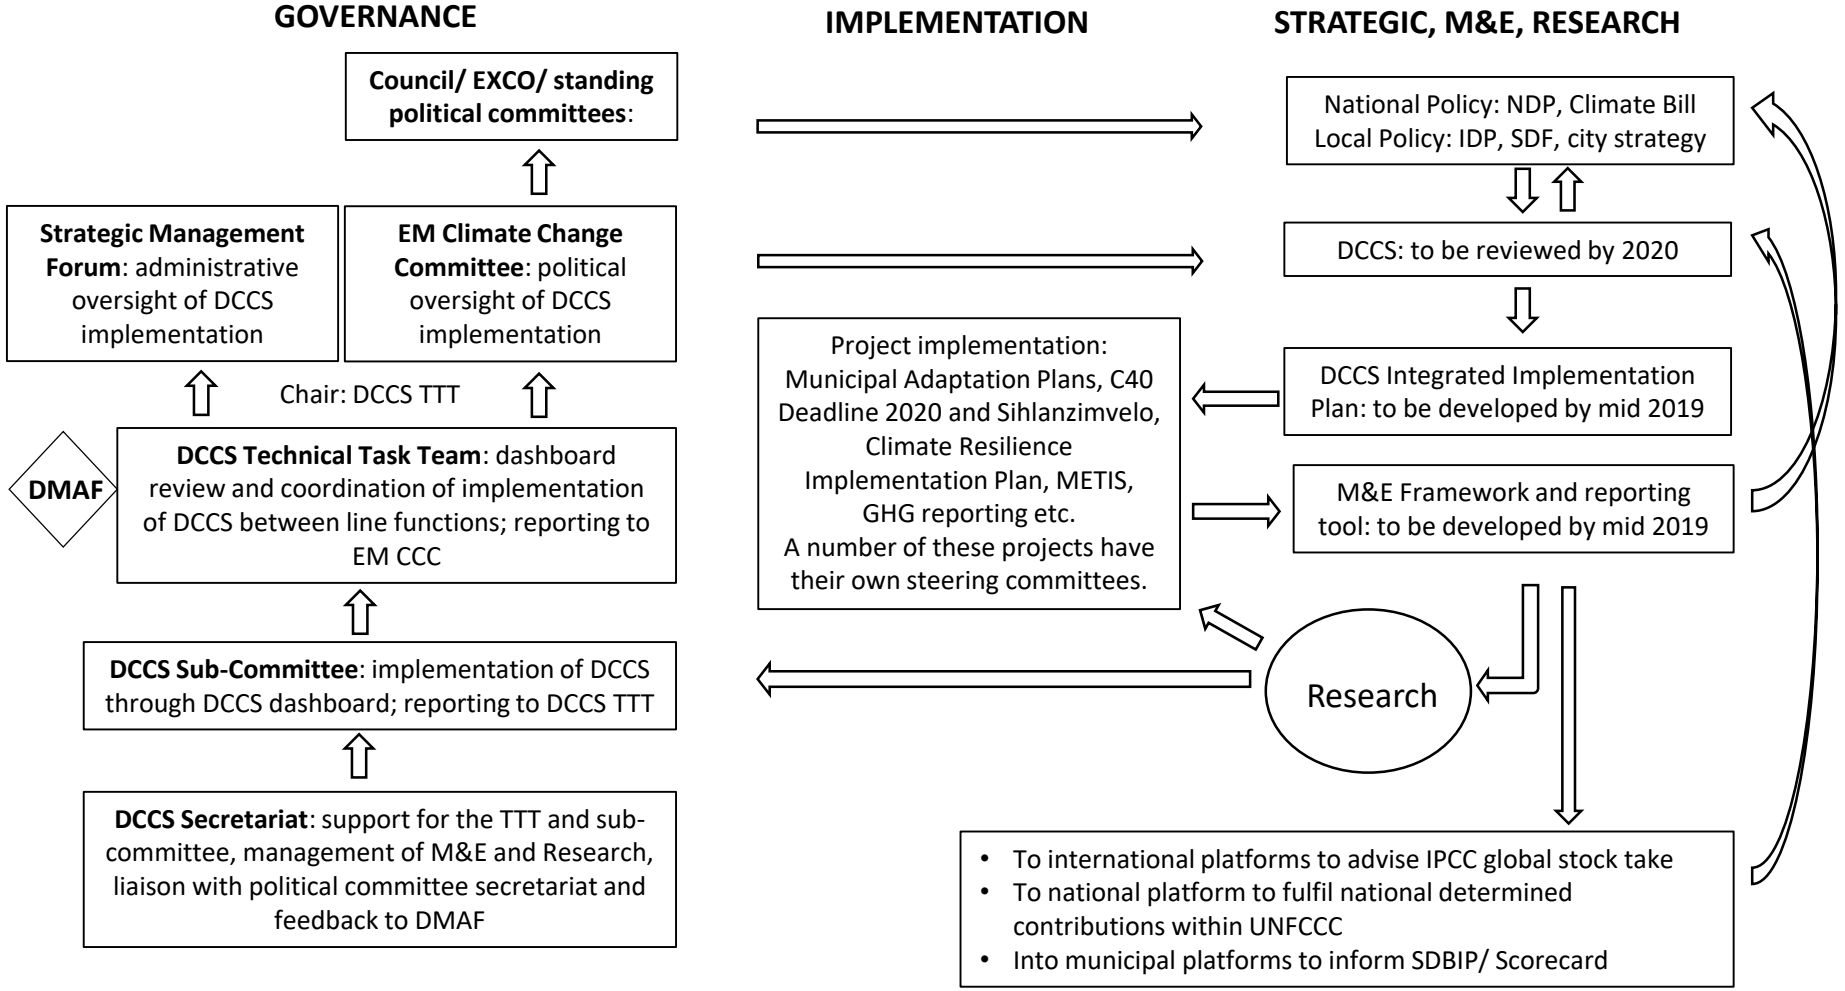 GOVERNANCE
IMPLEMENTATION
STRATEGIC, M&E, RESEARCH
Council/ EXCO/ standing
political committees:
Strategic Management
Forum: administrative
oversight of DCCS
implementation
EM Climate Change
Committee: political
oversight of DCCS
implementation
Chair: DCCS TTT
DMAF
DCCS Technical Task Team: dashboard
review and coordination of implementation
of DCCS between line functions; reporting to
EM CCC
DCCS Sub-Committee: implementation of DCCS
through DCCS dashboard; reporting to DCCS TTT
DCCS Secretariat: support for the TTT and sub-
committee, management of M&E and Research,
liaison with political committee secretariat and
feedback to DMAF
Project implementation:
Municipal Adaptation Plans, C40
Deadline 2020 and Sihlanzimvelo,
Climate Resilience
Implementation Plan, METIS,
GHG reporting etc.
A number of these projects have
their own steering committees.
National Policy: NDP, Climate Bill
Local Policy: IDP, SDF, city strategy
DCCS: to be reviewed by 2020
DCCS Integrated Implementation
Plan: to be developed by mid 2019
M&E Framework and reporting
tool: to be developed by mid 2019
Research
• To international platforms to advise IPCC global stock take
• To national platform to fulfil national determined
contributions within UNFCCC
• Into municipal platforms to inform SDBIP/ Scorecard